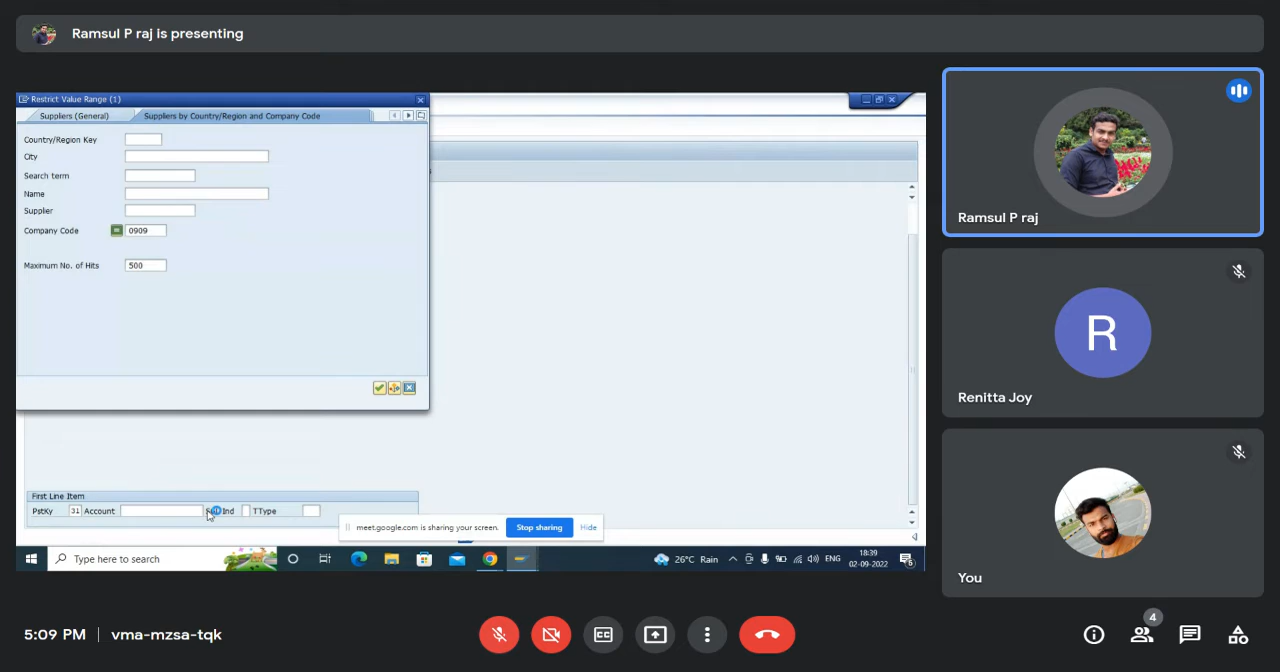 Ramsul P raj is presenting
Restrict Value Range (1)
Suppliers (General)
Suppliers by Country/Region and Company Code
Country/Region Key
City
Search term
Name
Supplier
Company Code
0909
Maximum No. of Hits
500
First Line Item
PstKy 31 Account Ind TType
meet.google.com is sharing your screen. Stop sharing Hide
Type here to search
26°C Rain
ENG
18:39
02-09-2022
6
Ramsul P raj
R
Renitta Joy
You
5:09 PM
vma-mzsa-tqk
CC
4